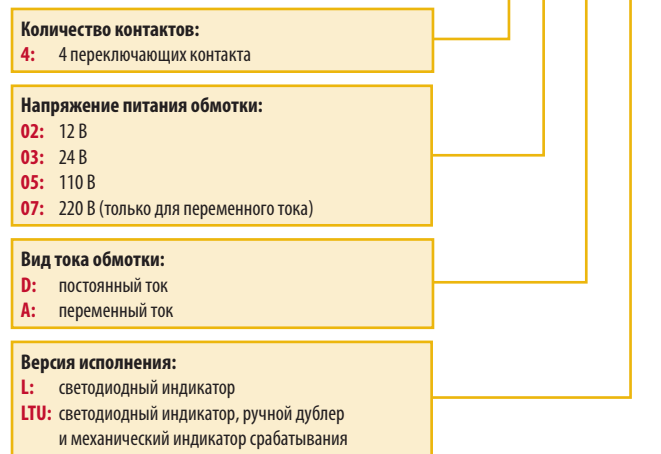 Количество контактов:
4: 4 переключающих контакта
Напряжение питания обмотки:
02: 12 В
03: 24 В
05: 110 В
07: 220 В (только для переменного тока)
Вид тока обмотки:
D: постоянный ток
A: переменный ток
Версия исполнения:
L: светодиодный индикатор
LTU: светодиодный индикатор, ручной дублер
и механический индикатор срабатывания